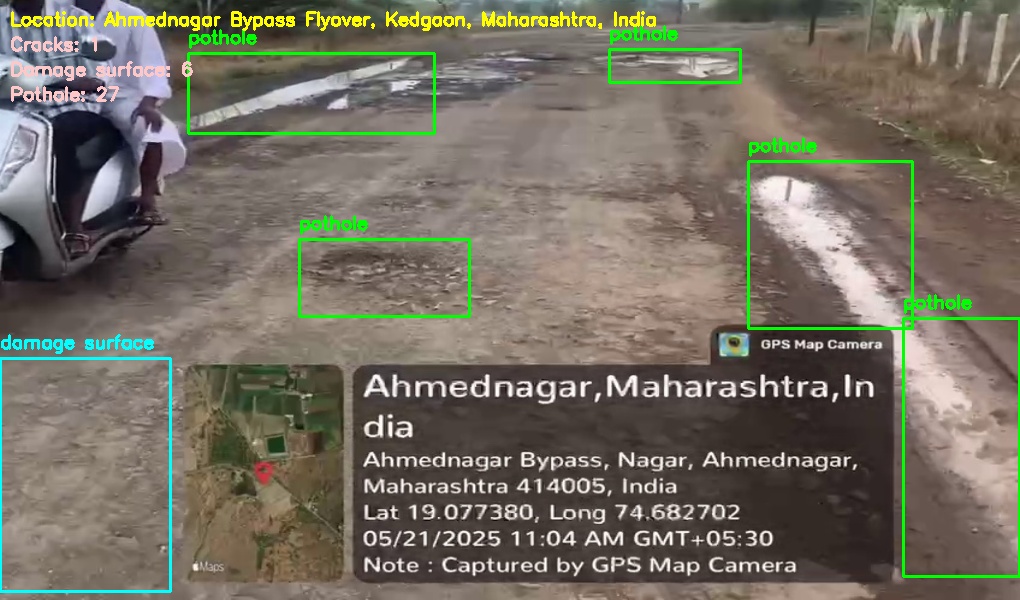 Location: Ahmednagar Bypass Flyover, Kedgaon, Maharashtra, India
Cracks: 1
Damage surface: 6
Pothole: 27
pothole
pothole
pothole
pothole
pothole
damage surface
GPS Map Camera
Ahmednagar,Maharashtra,In
dia
Ahmednagar Bypass, Nagar, Ahmednagar,
Maharashtra 414005, India
Lat 19.077380, Long 74.682702
05/21/2025 11:04 AM GMT+05:30
Note : Captured by GPS Map Camera
Maps